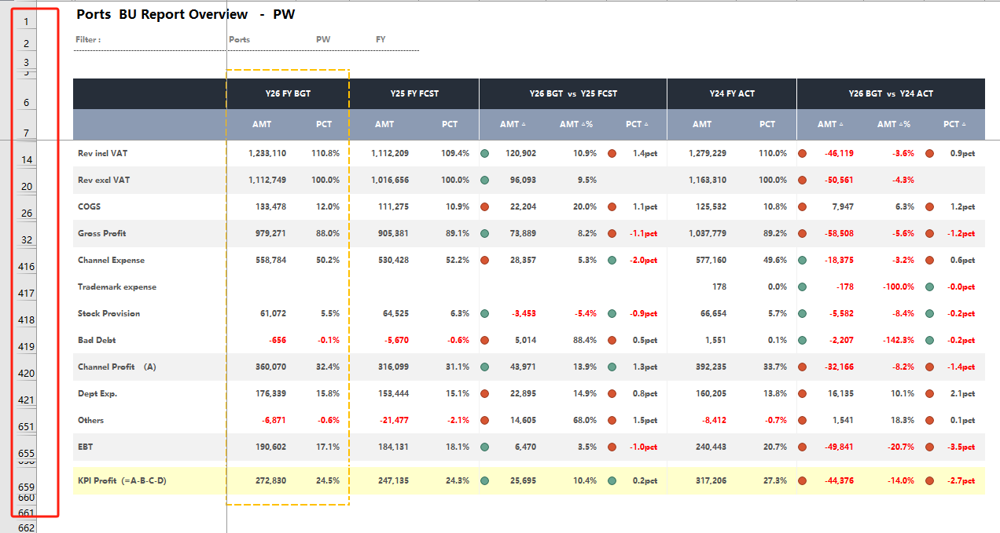 1 Ports BU Report Overview - PW
2 Filter : Ports PW FY
3
5
6 Y26 FY BGT Y25 FY FCST Y26 BGT vs Y25 FCST Y24 FY ACT Y26 BGT vs Y24 ACT
7 AMT PCT AMT PCT AMT △ AMT △% PCT △ AMT PCT AMT △ AMT △% PCT △
14 Rev incl VAT 1,233,110 110.8% 1,112,209 109.4% 120,902 10.9% 1.4pct 1,279,229 110.0% -46,119 -3.6% 0.9pct
20 Rev excl VAT 1,112,749 100.0% 1,016,656 100.0% 96,093 9.5% 1,163,310 100.0% -50,561 -4.3%
26 COGS 133,478 12.0% 111,275 10.9% 22,204 20.0% 1.1pct 125,532 10.8% 7,947 6.3% 1.2pct
32 Gross Profit 979,271 88.0% 905,381 89.1% 73,889 8.2% -1.1pct 1,037,779 89.2% -58,508 -5.6% -1.2pct
416 Channel Expense 558,784 50.2% 530,428 52.2% 28,357 5.3% -2.0pct 577,160 49.6% -18,375 -3.2% 0.6pct
417 Trademark expense 178 0.0% -178 -100.0% -0.0pct
418 Stock Provision 61,072 5.5% 64,525 6.3% -3,453 -5.4% -0.9pct 66,654 5.7% -5,582 -8.4% -0.2pct
419 Bad Debt -656 -0.1% -5,670 -0.6% 5,014 88.4% 0.5pct 1,551 0.1% -2,207 -142.3% -0.2pct
420 Channel Profit (A) 360,070 32.4% 316,099 31.1% 43,971 13.9% 1.3pct 392,235 33.7% -32,166 -8.2% -1.4pct
421 Dept Exp. 176,339 15.8% 153,444 15.1% 22,895 14.9% 0.8pct 160,205 13.8% 16,135 10.1% 2.1pct
651 Others -6,871 -0.6% -21,477 -2.1% 14,605 68.0% 1.5pct -8,412 -0.7% 1,541 18.3% 0.1pct
655 EBT 190,602 17.1% 184,131 18.1% 6,470 3.5% -1.0pct 240,443 20.7% -49,841 -20.7% -3.5pct
659 KPI Profit (=A-B-C-D) 272,830 24.5% 247,135 24.3% 25,695 10.4% 0.2pct 317,206 27.3% -44,376 -14.0% -2.7pct
660
661
662